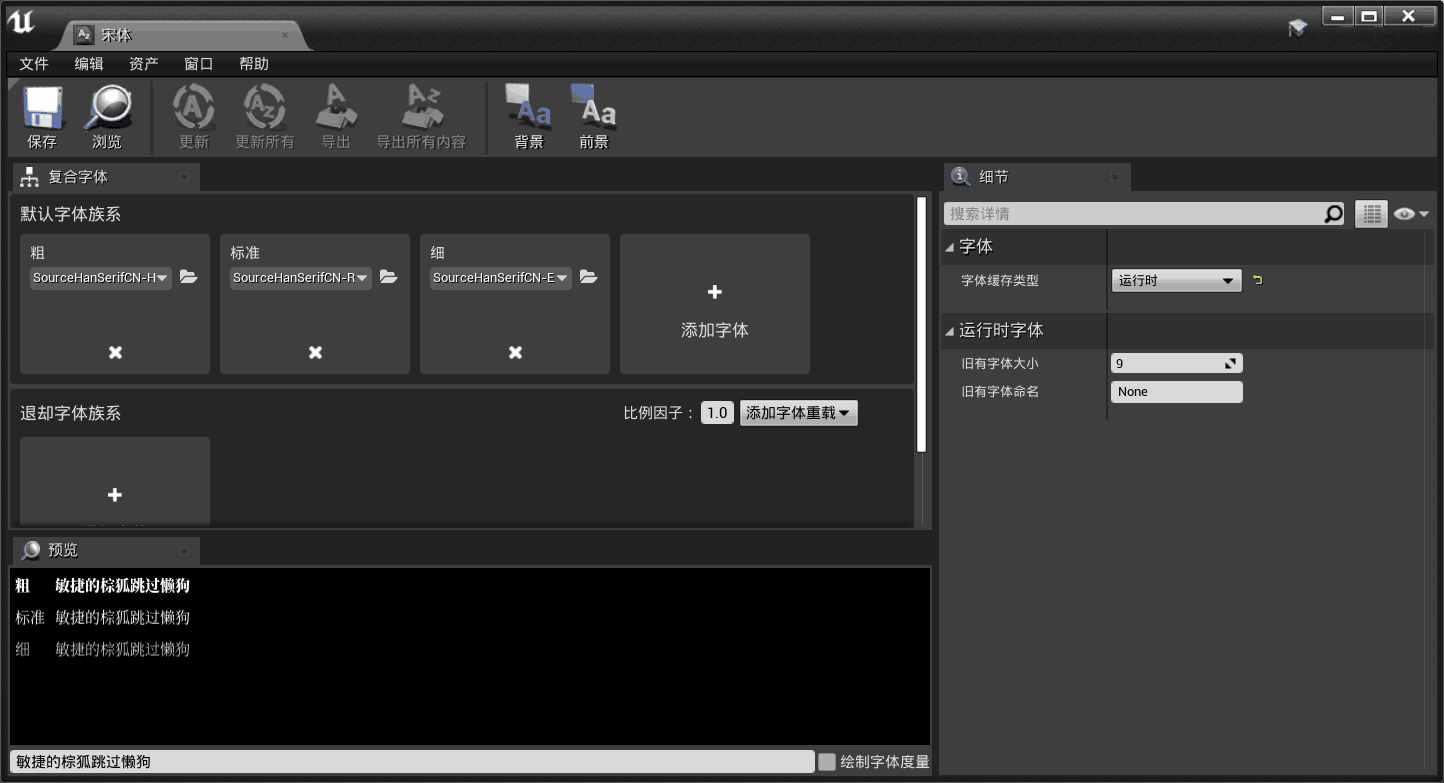 宋体
文件 编辑 资产 窗口 帮助
保存 浏览 更新 更新所有 导出 导出所有内容 背景 前景
复合字体
默认字体族系
粗 标准 细
SourceHanSerifCN-H SourceHanSerifCN-R SourceHanSerifCN-E
添加字体
退却字体族系 比例因子： 1.0 添加字体重载
预览
粗 敏捷的棕狐跳过懒狗
标准 敏捷的棕狐跳过懒狗
细 敏捷的棕狐跳过懒狗
敏捷的棕狐跳过懒狗 绘制字体度量
细节
搜索详情
字体
字体缓存类型 运行时
运行时字体
旧有字体大小 9
旧有字体命名 None